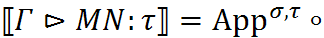 ⟦Γ ⊳ MN: τ⟧ = App^{σ,τ} ∘